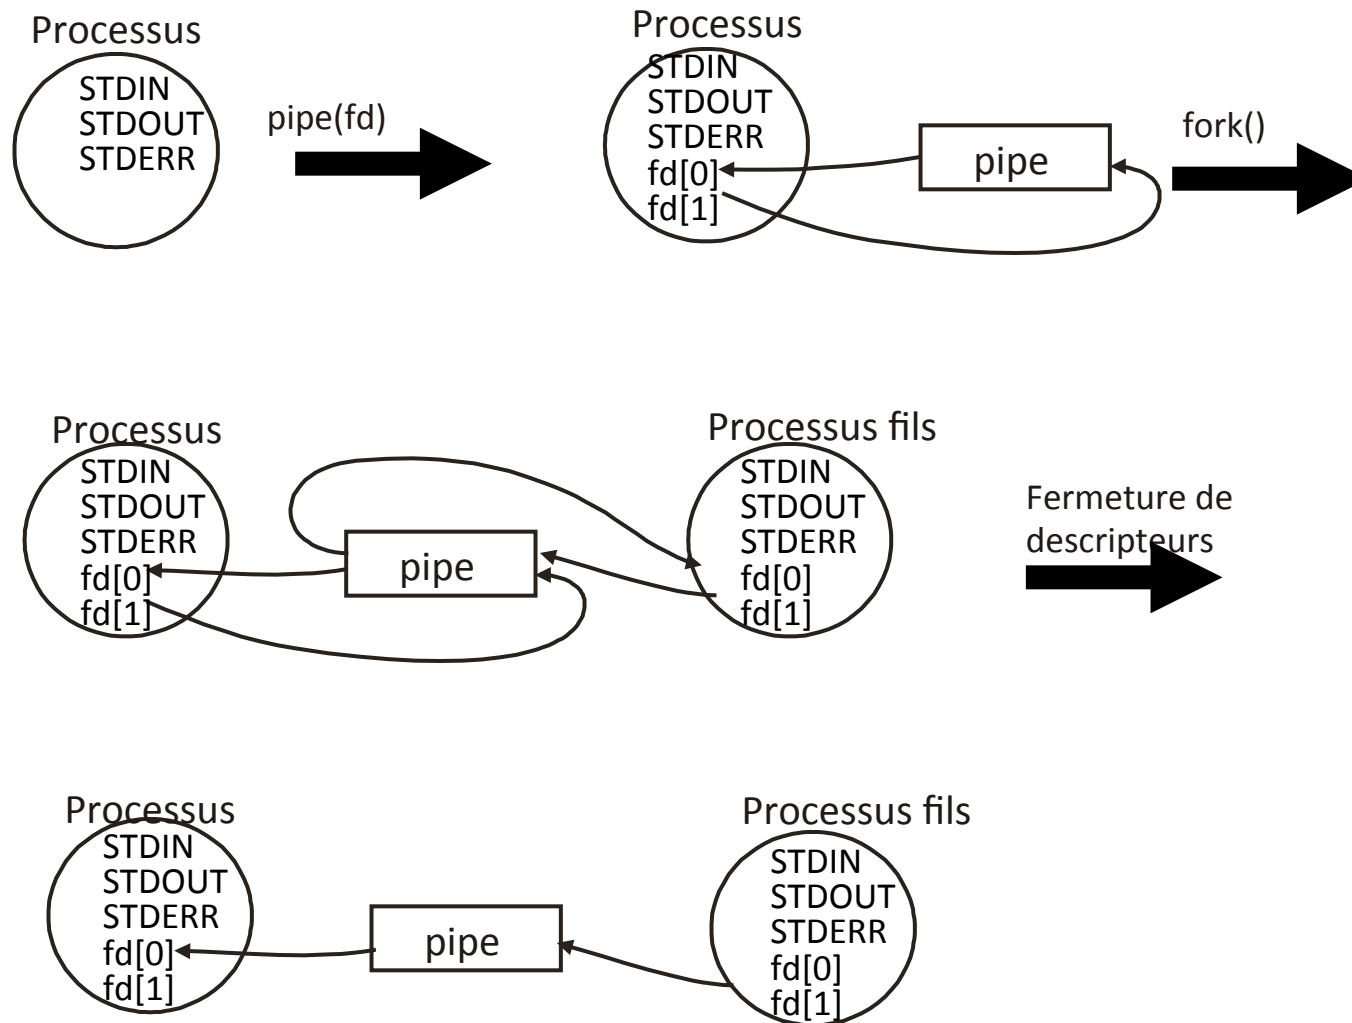 Processus
STDIN
STDOUT
STDERR
pipe(fd)
Processus
STDIN
STDOUT
STDERR
fd[0]
fd[1]
pipe
fork()
Processus
STDIN
STDOUT
STDERR
fd[0]
fd[1]
pipe
Processus fils
STDIN
STDOUT
STDERR
fd[0]
fd[1]
Fermeture de
descripteurs
Processus
STDIN
STDOUT
STDERR
fd[0]
fd[1]
pipe
Processus fils
STDIN
STDOUT
STDERR
fd[0]
fd[1]